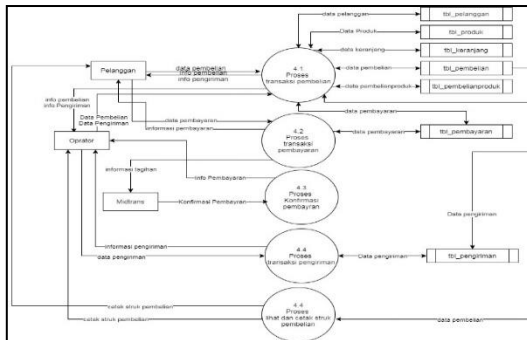 data pelanggan
tbl_pelanggan
Data Produk
tbl_produk
data keranjang
tbl_keranjang
data pembelian
tbl_pembelian
data pembelianproduk
tbl_pembelianproduk
Pelanggan
data pembelian
info pembelian
info pengiriman
4.1
Proses
transaksi pembelian
info pembelian
info Pengiriman
Data Pembelian
Data Pengiriman
data pembayaran
informasi pembayaran
data pembayaran
4.2
Proses
transaksi
pembayaran
data pembayaran
tbl_pembayaran
Oprator
informasi tagihan
info Pembayaran
Midtrans
Konfirmasi Pembayran
4.3
Proses
Konfirmasi
pembayran
Data pengiriman
informasi pengiriman
data pengiriman
4.4
Proses
transaksi pengiriman
Data pengiriman
tbl_pengiriman
cetak struk pembelian
cetak struk pembelian
4.4
Proses
lihat dan cetak struk
pembelian
data pembelian